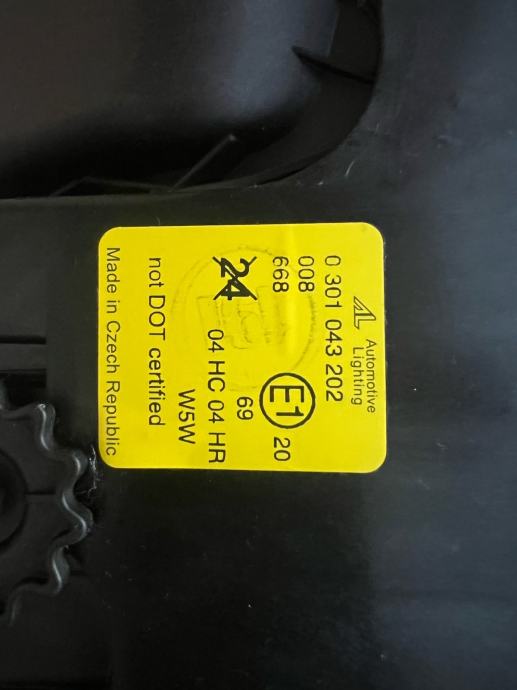 AL Automotive
Lighting
0 301 043 202
008
668
E1 20
69
24 04 HC 04 HR
W5W
not DOT certified
Made in Czech Republic